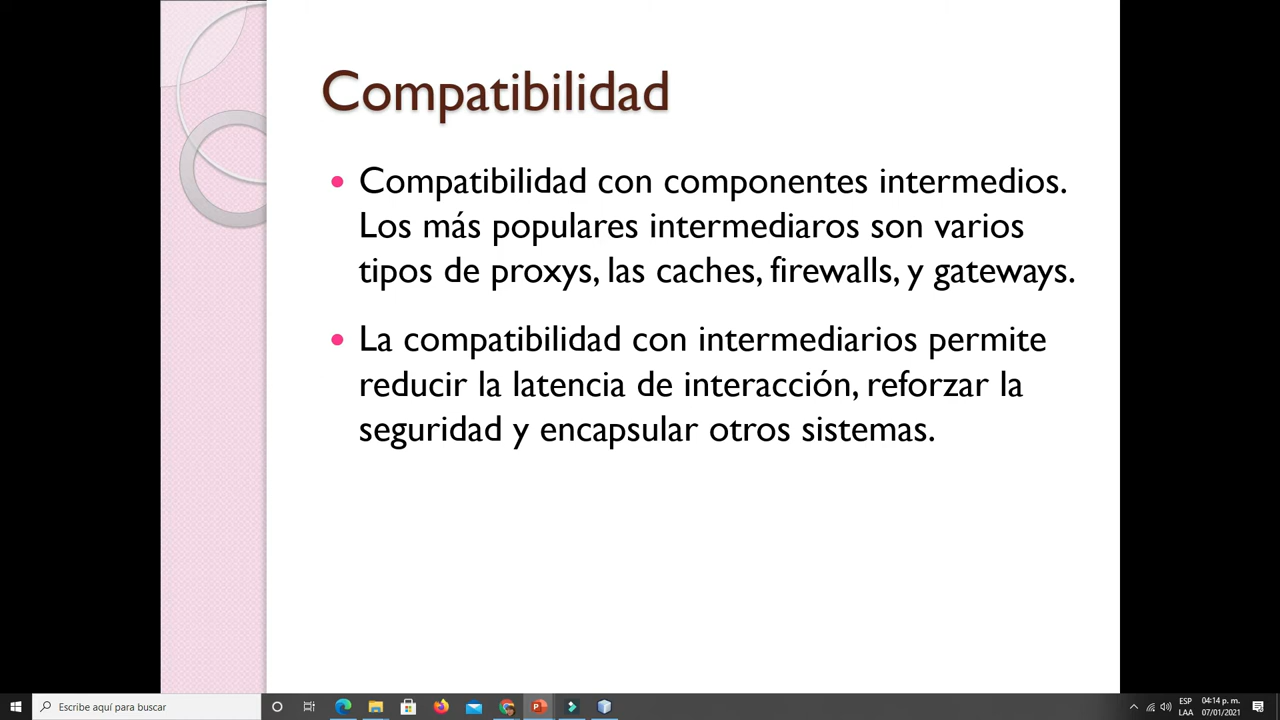 Compatibilidad
• Compatibilidad con componentes intermedios.
Los más populares intermediaros son varios
tipos de proxys, las caches, firewalls, y gateways.
• La compatibilidad con intermediarios permite
reducir la latencia de interacción, reforzar la
seguridad y encapsular otros sistemas.
Escribe aquí para buscar
ESP
LAA
04:14 p. m.
07/01/2021